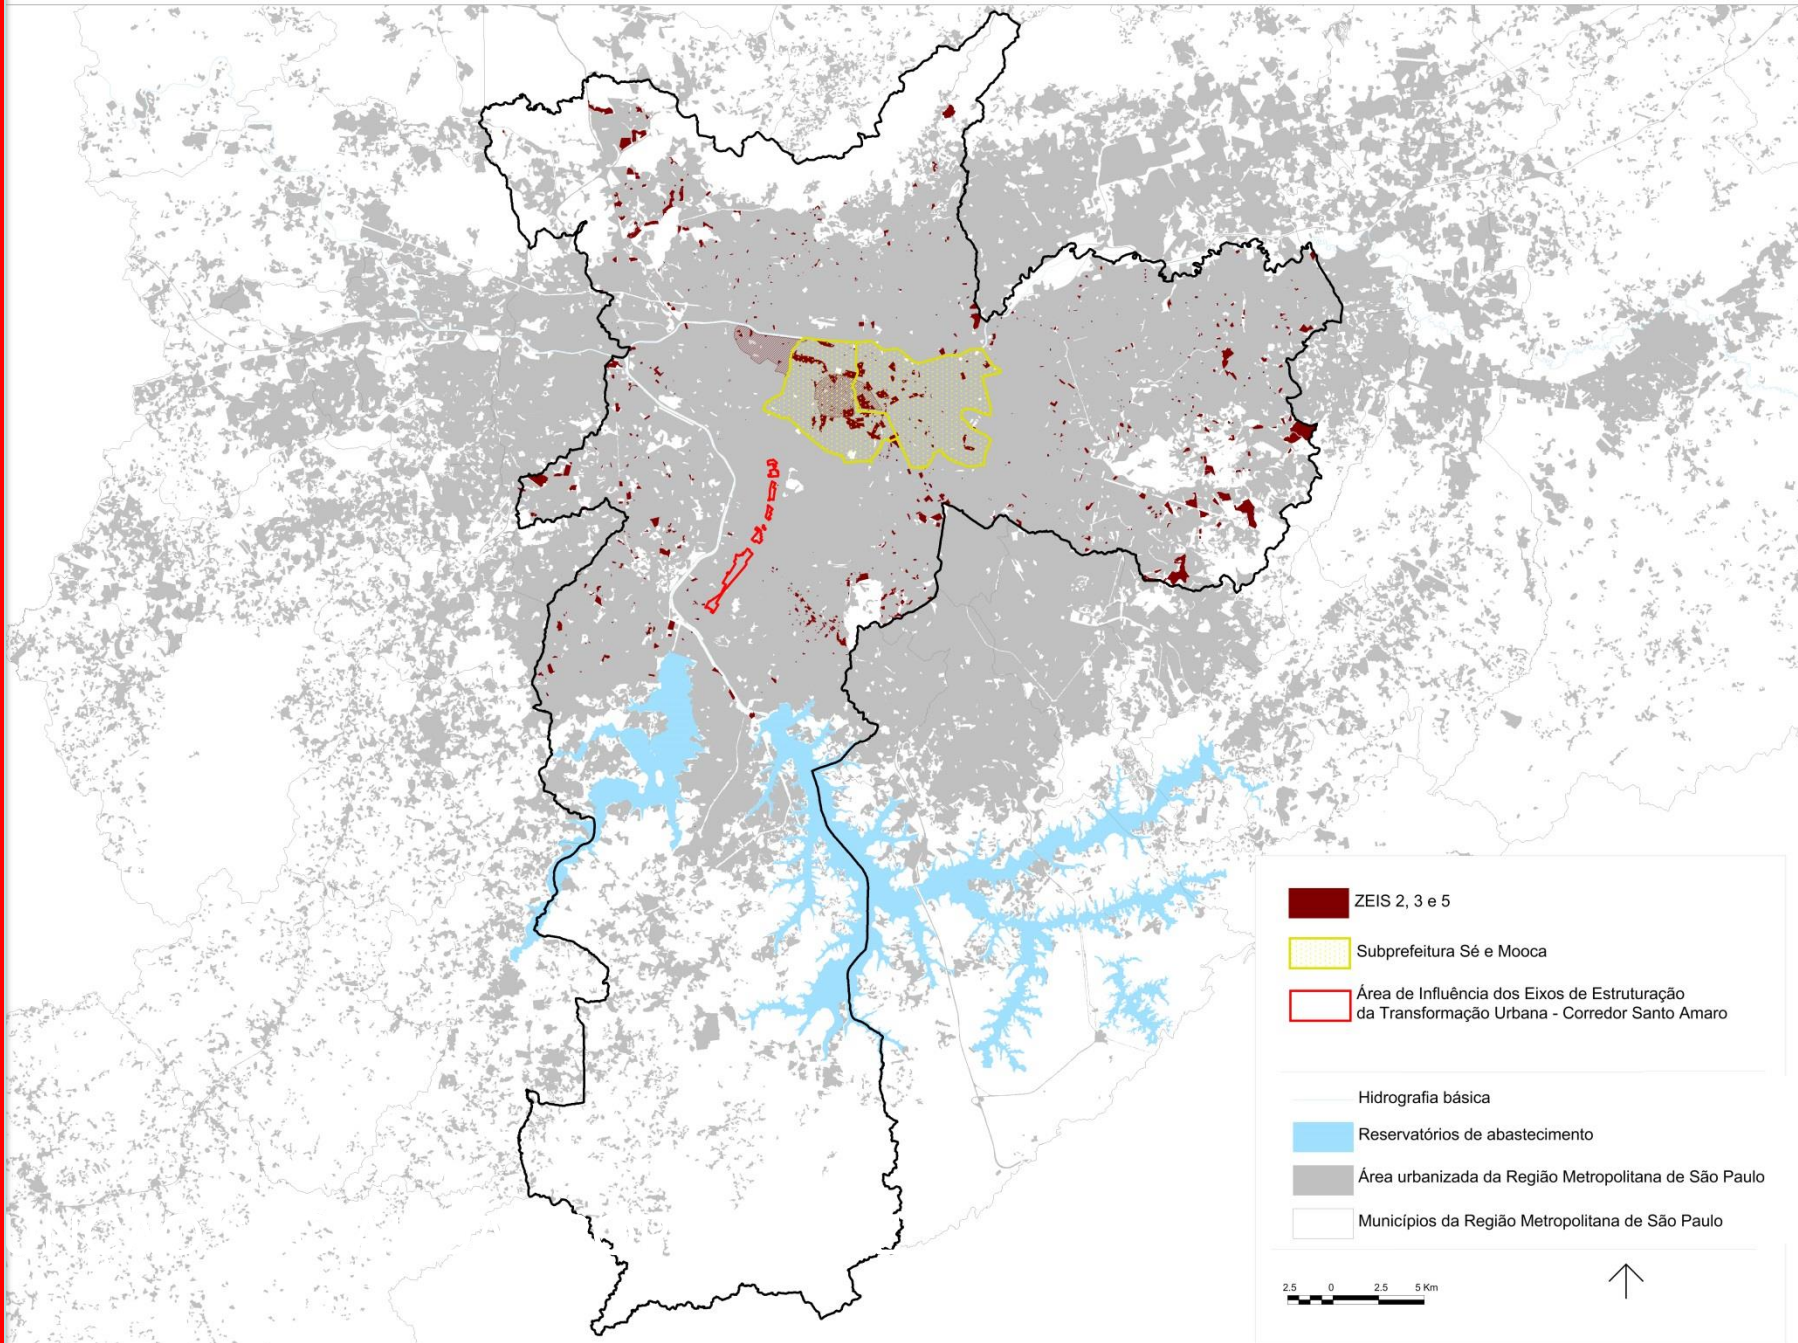 ZEIS 2, 3 e 5
Subprefeitura Sé e Mooca
Área de Influência dos Eixos de Estruturação
da Transformação Urbana - Corredor Santo Amaro
Hidrografia básica
Reservatórios de abastecimento
Área urbanizada da Região Metropolitana de São Paulo
Municípios da Região Metropolitana de São Paulo
2.5 0 2.5 5 Km